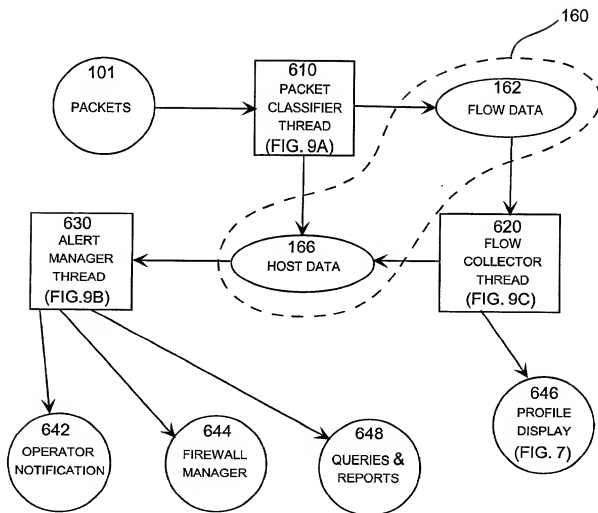 160
101
PACKETS
610
PACKET
CLASSIFIER
THREAD
(FIG. 9A)
162
FLOW DATA
630
ALERT
MANAGER
THREAD
(FIG.9B)
166
HOST DATA
620
FLOW
COLLECTOR
THREAD
(FIG. 9C)
642
OPERATOR
NOTIFICATION
644
FIREWALL
MANAGER
648
QUERIES &
REPORTS
646
PROFILE
DISPLAY
(FIG. 7)